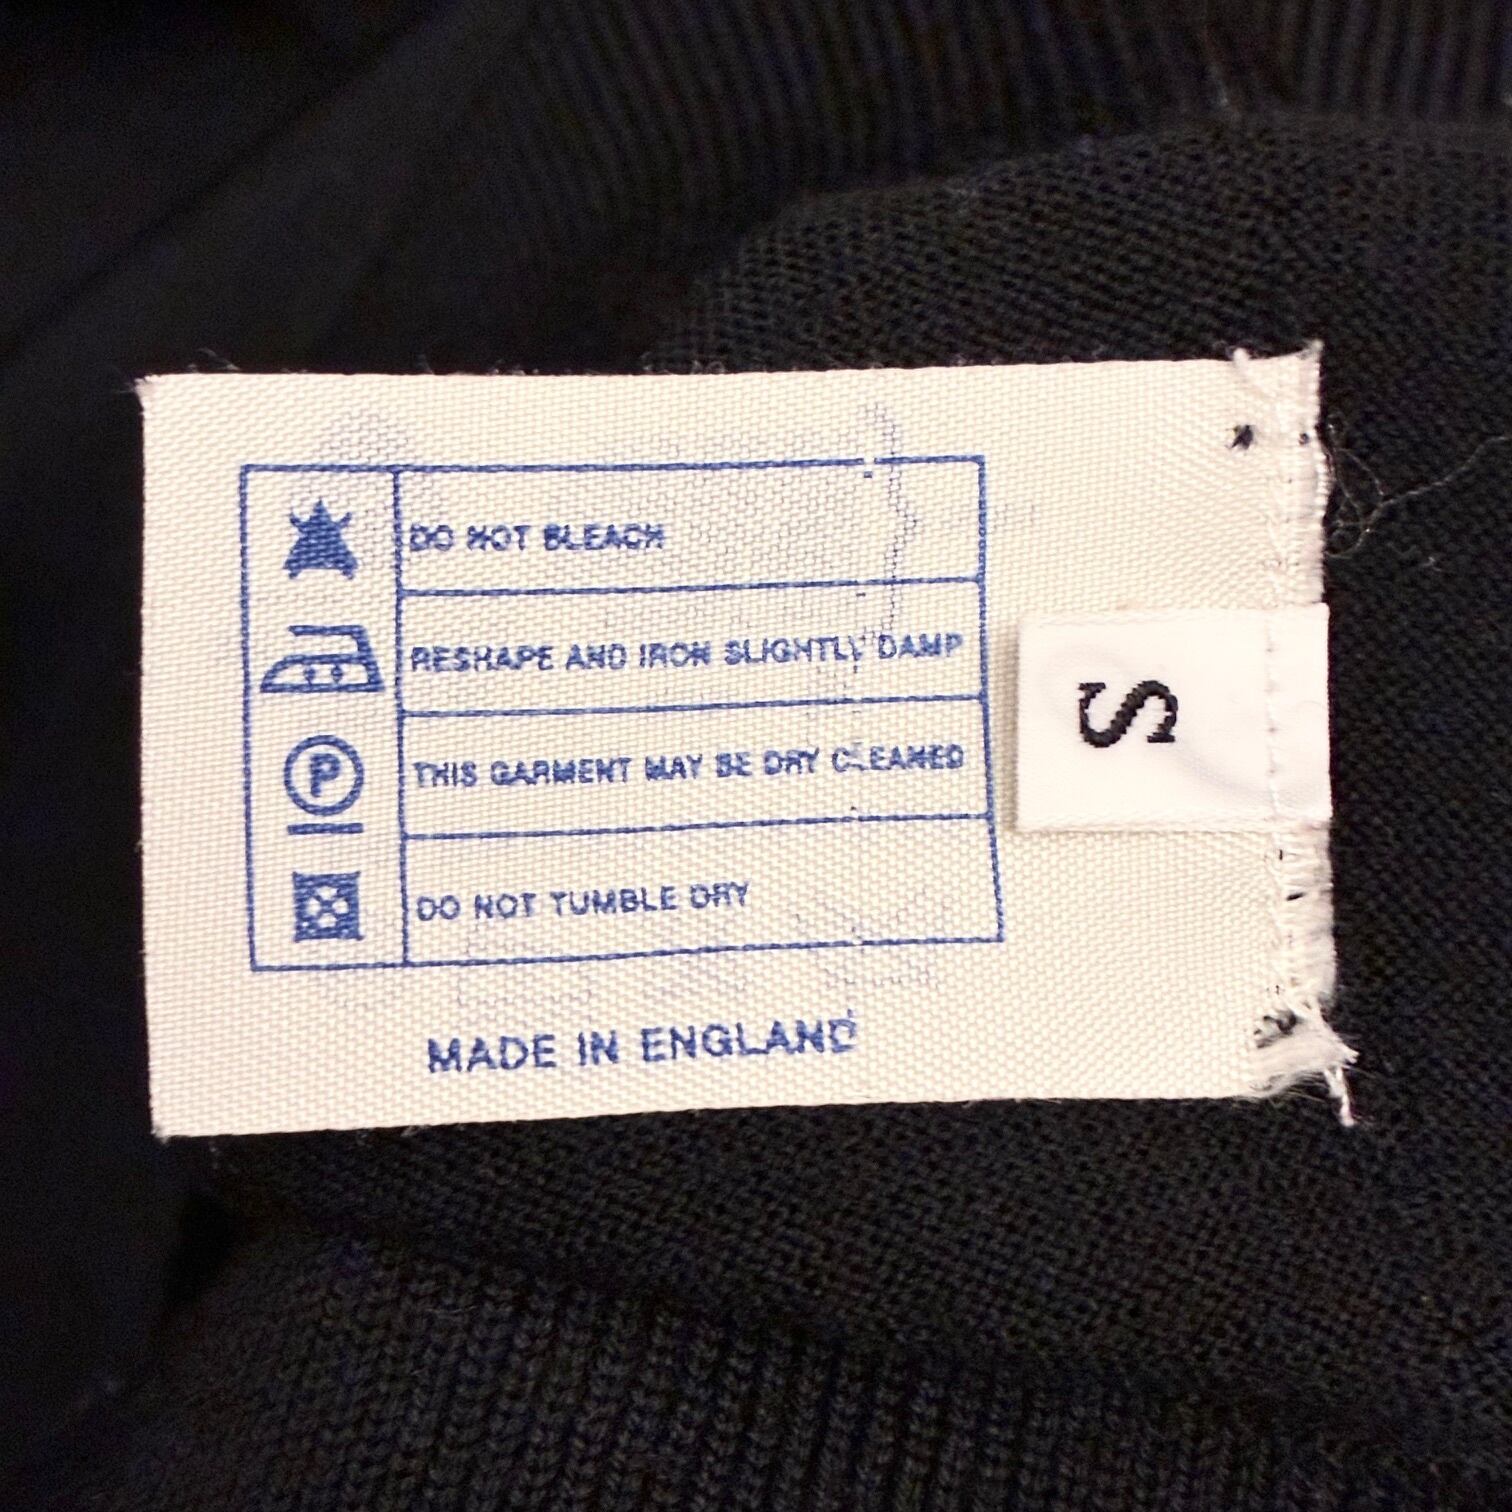 DO NOT BLEACH
RESHAPE AND IRON SLIGHTLY DAMP
P
THIS GARMENT MAY BE DRY CLEANED
DO NOT TUMBLE DRY
MADE IN ENGLAND
S